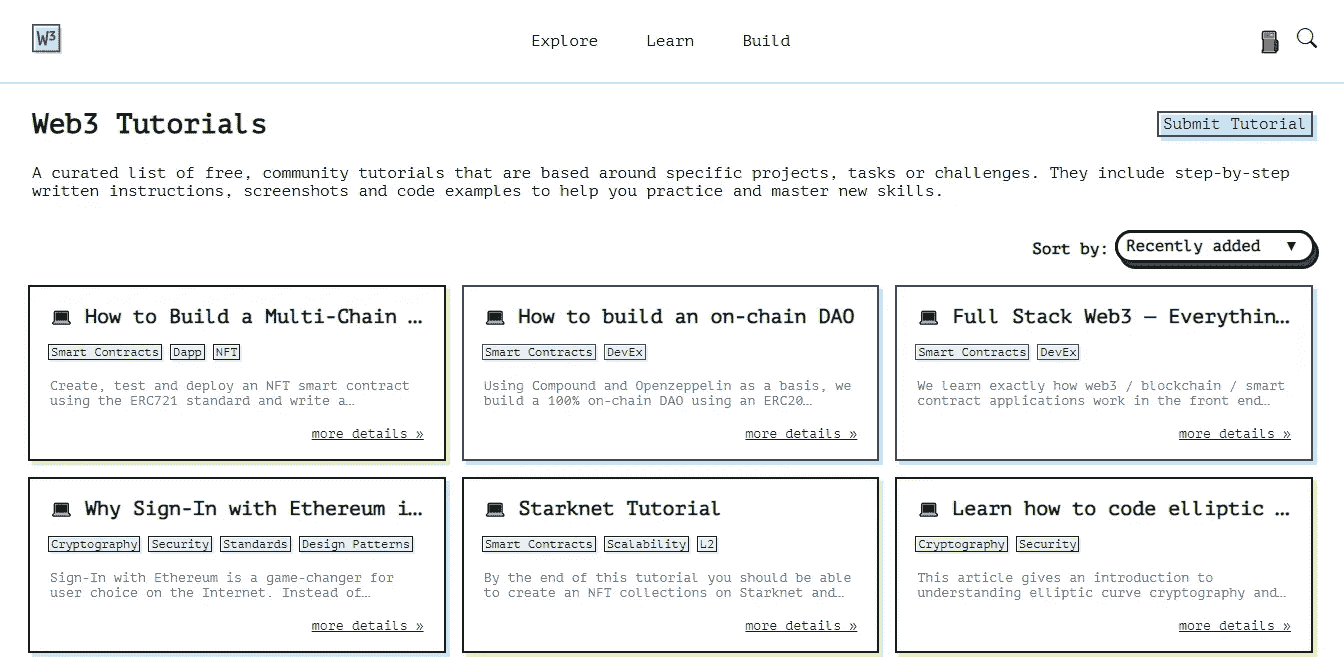 W3
Explore Learn Build
Web3 Tutorials
Submit Tutorial
A curated list of free, community tutorials that are based around specific projects, tasks or challenges. They include step-by-step
written instructions, screenshots and code examples to help you practice and master new skills.
Sort by: Recently added ▼
How to Build a Multi-Chain …
Smart Contracts Dapp NFT
Create, test and deploy an NFT smart contract
using the ERC721 standard and write a…
more details »
How to build an on-chain DAO
Smart Contracts DevEx
Using Compound and Openzeppelin as a basis, we
build a 100% on-chain DAO using an ERC20…
more details »
Full Stack Web3 – Everythin…
Smart Contracts DevEx
We learn exactly how web3 / blockchain / smart
contract applications work in the front end…
more details »
Why Sign-In with Ethereum i…
Cryptography Security Standards Design Patterns
Sign-In with Ethereum is a game-changer for
user choice on the Internet. Instead of…
more details »
Starknet Tutorial
Smart Contracts Scalability L2
By the end of this tutorial you should be able
to create an NFT collections on Starknet and…
more details »
Learn how to code elliptic …
Cryptography Security
This article gives an introduction to
understanding elliptic curve cryptography and…
more details »